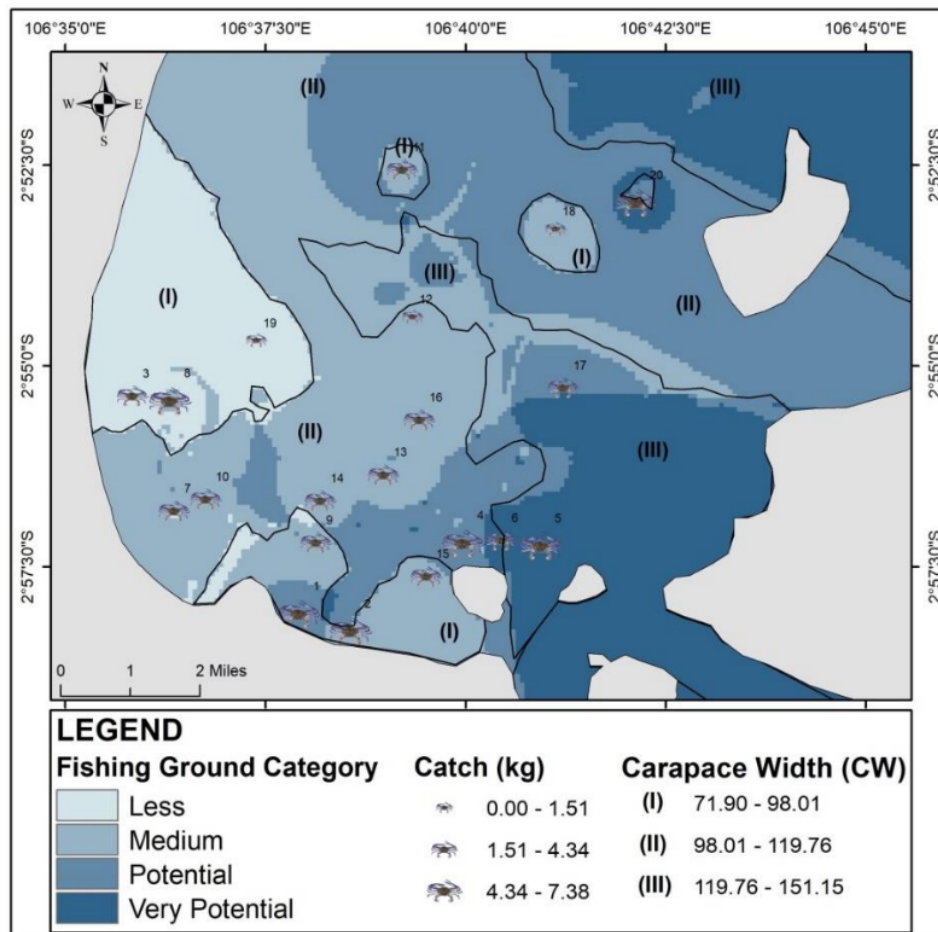 106°35'0"E 106°37'30"E 106°40'0"E 106°42'30"E 106°45'0"E
N
W E
S
(II)
(III)
2°52'30"S 2°52'30"S
(I) 11
20
18
(I)
(III)
(I)
(II)
12
19
2°55'0"S 2°55'0"S
3 8
17
16
(II)
(III)
13
10
14
7
9
4 6 5
2°57'30"S 2°57'30"S
15
1
2
(I)
0 1 2 Miles
LEGEND
Fishing Ground Category
Less
Medium
Potential
Very Potential
Catch (kg)
0.00 - 1.51
1.51 - 4.34
4.34 - 7.38
Carapace Width (CW)
(I) 71.90 - 98.01
(II) 98.01 - 119.76
(III) 119.76 - 151.15